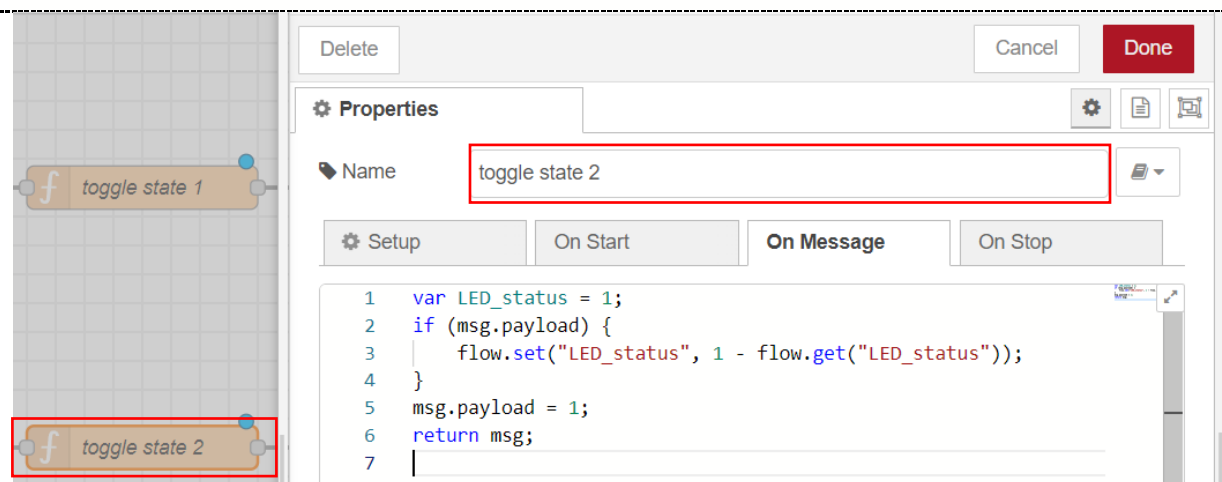 Delete
Cancel
Done
Properties
Name
toggle state 2
Setup
On Start
On Message
On Stop
1 var LED_status = 1;
2 if (msg.payload) {
3 flow.set("LED_status", 1 - flow.get("LED_status"));
4 }
5 msg.payload = 1;
6 return msg;
7
toggle state 1
toggle state 2